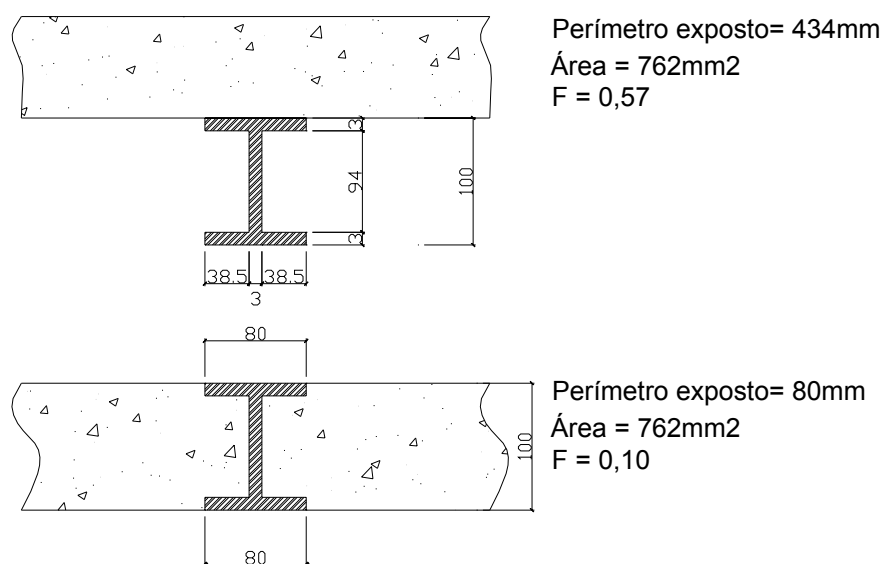 Perímetro exposto= 434mm
Área = 762mm2
F = 0,57
3
94
3
100
38.5
38.5
3
80
Perímetro exposto= 80mm
Área = 762mm2
F = 0,10
100
80